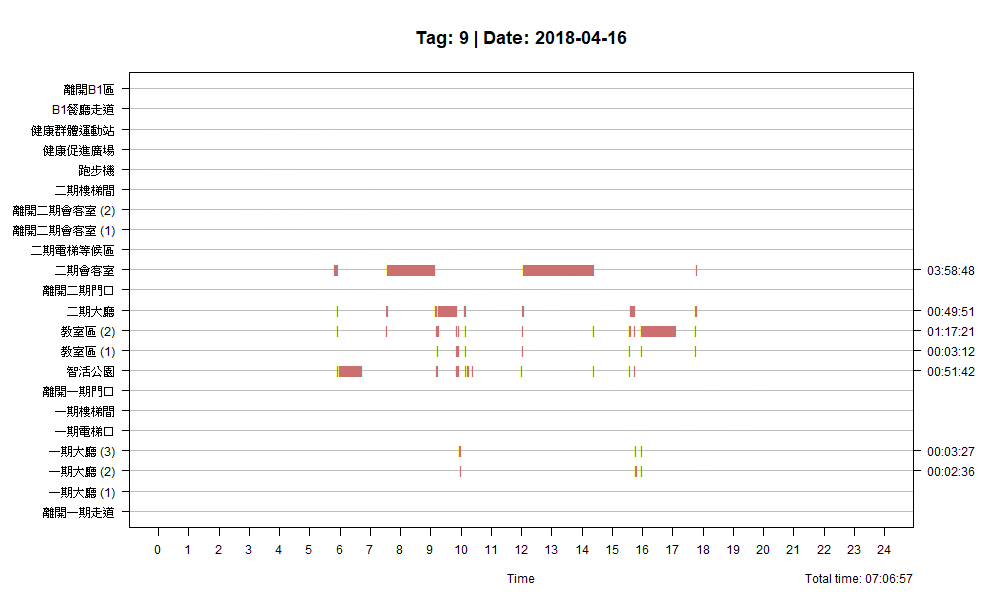 Tag: 9 | Date: 2018-04-16
離開B1區
B1餐廳走道
健康群體運動站
健康促進廣場
跑步機
二期樓梯間
離開二期會客室 (2)
離開二期會客室 (1)
二期電梯等候區
二期會客室 03:58:48
離開二期門口
二期大廳 00:49:51
教室區 (2) 01:17:21
教室區 (1) 00:03:12
智活公園 00:51:42
離開一期門口
一期樓梯間
一期電梯口
一期大廳 (3) 00:03:27
一期大廳 (2) 00:02:36
一期大廳 (1)
離開一期走道
0 1 2 3 4 5 6 7 8 9 10 11 12 13 14 15 16 17 18 19 20 21 22 23 24
Time
Total time: 07:06:57